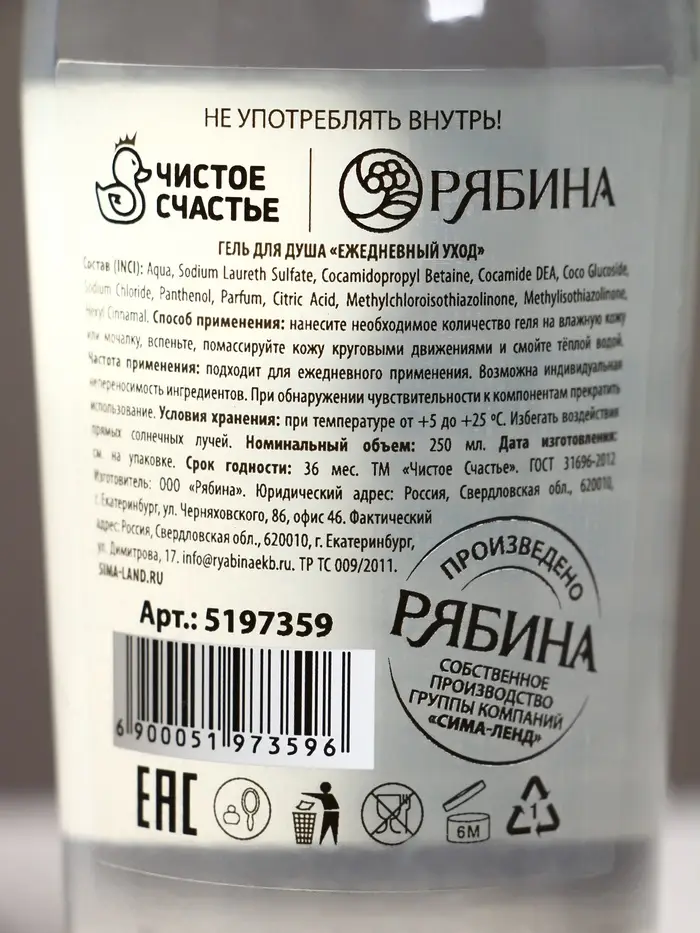 НЕ УПОТРЕБЛЯТЬ ВНУТРЬ!
ЧИСТОЕ
СЧАСТЬЕ
РЯБИНА
ГЕЛЬ ДЛЯ ДУША «ЕЖЕДНЕВНЫЙ УХОД»
Состав (INCI): Aqua, Sodium Laureth Sulfate, Cocamidopropyl Betaine, Cocamide DEA, Coco Glucoside,
Sodium Chloride, Panthenol, Parfum, Citric Acid, Methylchloroisothiazolinone, Methylisothiazolinone,
Hexyl Cinnamal. Способ применения: нанесите необходимое количество геля на влажную кожу
или мочалку, вспеньте, помассируйте кожу круговыми движениями и смойте тёплой водой.
Частота применения: подходит для ежедневного применения. Возможна индивидуальная
непереносимость ингредиентов. При обнаружении чувствительности к компонентам прекратить
использование. Условия хранения: при температуре от +5 до +25 °С. Избегать воздействия
прямых солнечных лучей. Номинальный объем: 250 мл. Дата изготовления:
см. на упаковке. Срок годности: 36 мес. ТМ «Чистое Счастье». ГОСТ 31696-2012
Изготовитель: ООО «Рябина». Юридический адрес: Россия, Свердловская обл., 620010,
г. Екатеринбург, ул. Черняховского, 86, офис 46. Фактический
адрес: Россия, Свердловская обл., 620010, г. Екатеринбург,
ул. Димитрова, 17. info@ryabinaekb.ru. ТР ТС 009/2011.
SIMA-LAND.RU
Арт.: 5197359
6 900051 973596
ПРОИЗВЕДЕНО
РЯБИНА
СОБСТВЕННОЕ
ПРОИЗВОДСТВО
ГРУППЫ КОМПАНИЙ
«СИМА-ЛЕНД»
ЕАС
6М
1